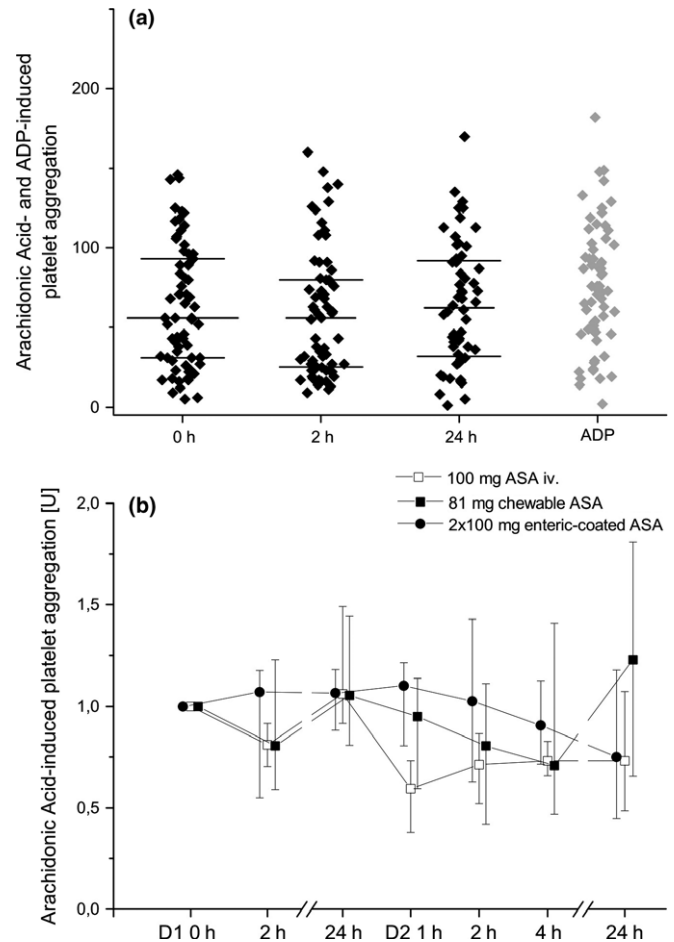 (a)
Arachidonic Acid- and ADP-induced
platelet aggregation
200
100
0
0 h 2 h 24 h ADP
(b)
Arachidonic Acid-induced platelet aggregation [U]
100 mg ASA iv.
81 mg chewable ASA
2x100 mg enteric-coated ASA
2,0
1,5
1,0
0,5
0,0
D1 0 h 2 h 24 h D2 1 h 2 h 4 h 24 h